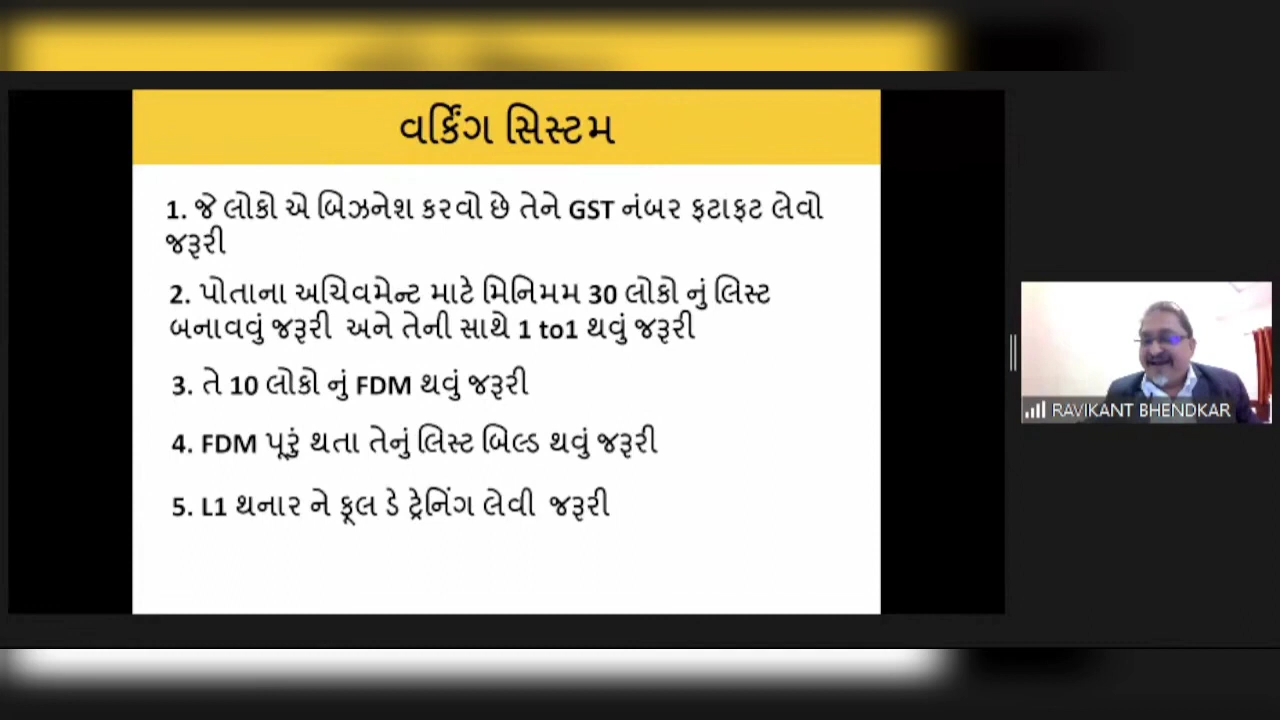 વર્કિંગ સિસ્ટમ
1. જે લોકો એ બિઝનેશ કરવો છે તેને GST નંબર ફટાફટ લેવો
જરૂરી
2. પોતાના અચિવમેન્ટ માટે મિનિમમ 30 લોકો નું લિસ્ટ
બનાવવું જરૂરી અને તેની સાથે 1 to1 થવું જરૂરી
3. તે 10 લોકો નું FDM થવું જરૂરી
4. FDM પૂરું થતા તેનું લિસ્ટ બિલ્ડ થવું જરૂરી
5. L1 થનાર ને ફૂલ ડે ટ્રેનિંગ લેવી જરૂરી
RAVIKANT BHENDKAR